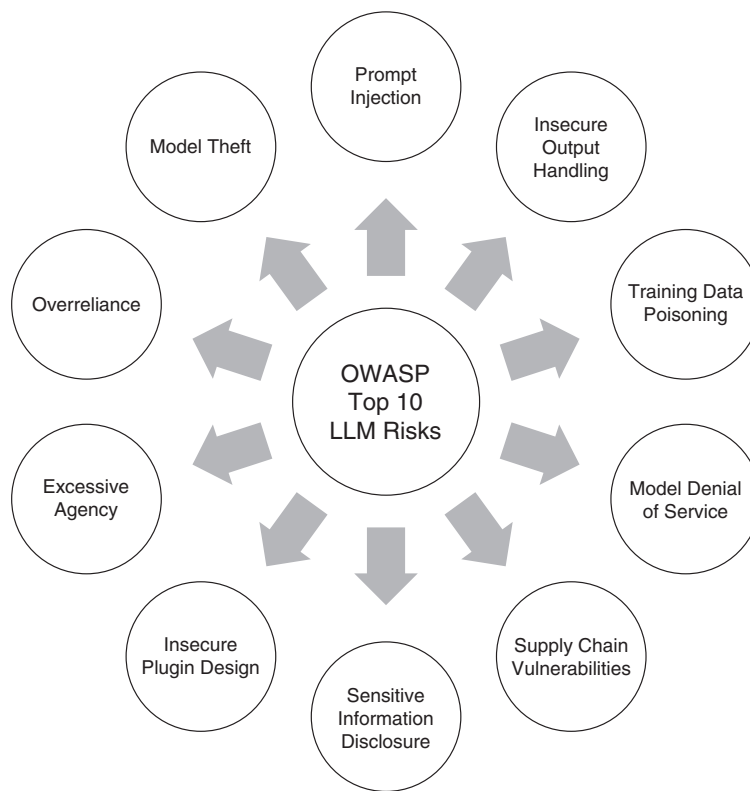 OWASP
Top 10
LLM Risks
Prompt
Injection
Insecure
Output
Handling
Training Data
Poisoning
Model Denial
of Service
Supply Chain
Vulnerabilities
Sensitive
Information
Disclosure
Insecure
Plugin Design
Excessive
Agency
Overreliance
Model Theft